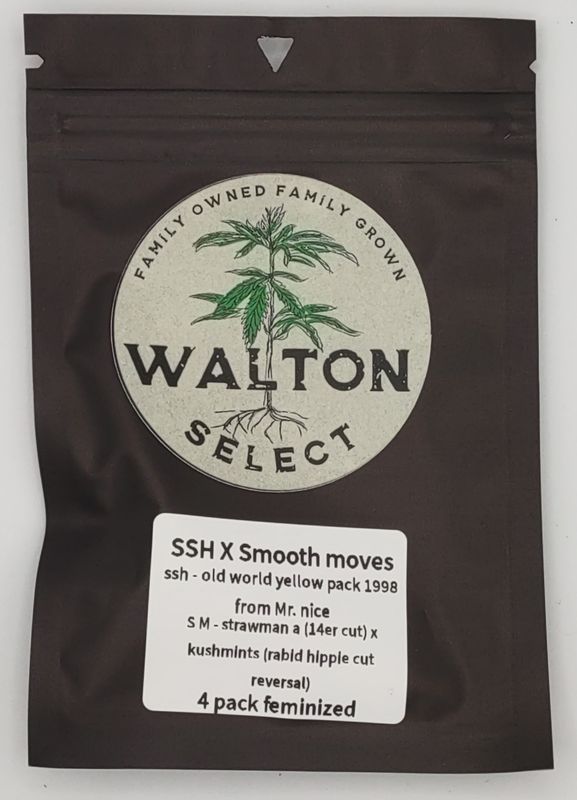 FAMiLY OWNED FAMiLY GROWN
WALTON
SELECT
SSH X Smooth moves
ssh - old world yellow pack 1998
from Mr. nice
S M - strawman a (14er cut) x
kushmints (rabid hippie cut
reversal)
4 pack feminized